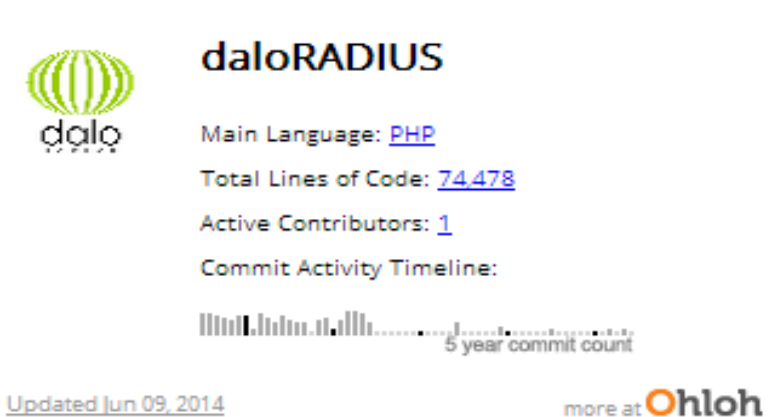 daloRADIUS
dalo
Main Language: PHP
Total Lines of Code: 74,478
Active Contributors: 1
Commit Activity Timeline:
5 year commit count
Updated Jun 09, 2014
more at Ohloh